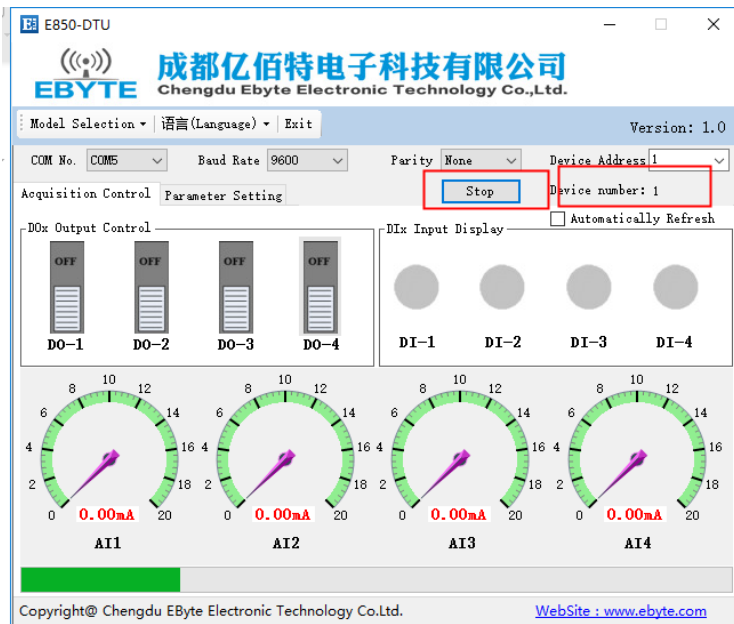 E850-DTU
EBYTE
成都亿佰特电子科技有限公司
Chengdu Ebyte Electronic Technology Co.,Ltd.
Model Selection 语言(Language) Exit
Version: 1.0
COM No. COM5 Baud Rate 9600 Parity None Device Address 1
Acquisition Control Parameter Setting Stop Device number: 1
Automatically Refresh
DOx Output Control
DIx Input Display
OFF OFF OFF OFF
DO-1 DO-2 DO-3 DO-4
DI-1 DI-2 DI-3 DI-4
0 2 4 6 8 10 12 14 16 18 20
0.00mA
AI1
0 2 4 6 8 10 12 14 16 18 20
0.00mA
AI2
0 2 4 6 8 10 12 14 16 18 20
0.00mA
AI3
0 2 4 6 8 10 12 14 16 18 20
0.00mA
AI4
Copyright@ Chengdu EByte Electronic Technology Co.Ltd.
WebSite : www.ebyte.com